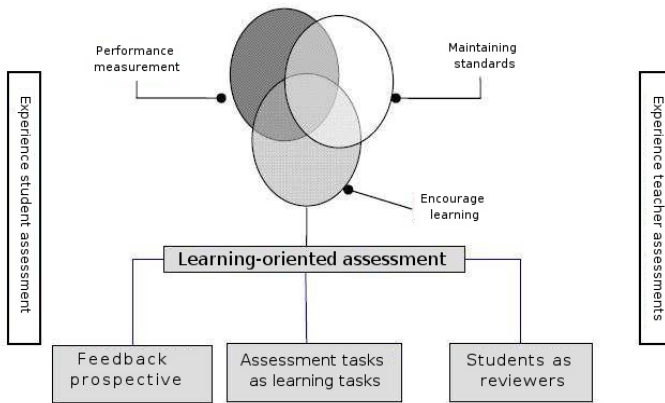 Performance
measurement
Maintaining
standards
Experience student assessment
Experience teacher assessments
Encourage
learning
Learning-oriented assessment
Feedback
prospective
Assessment tasks
as learning tasks
Students as
reviewers